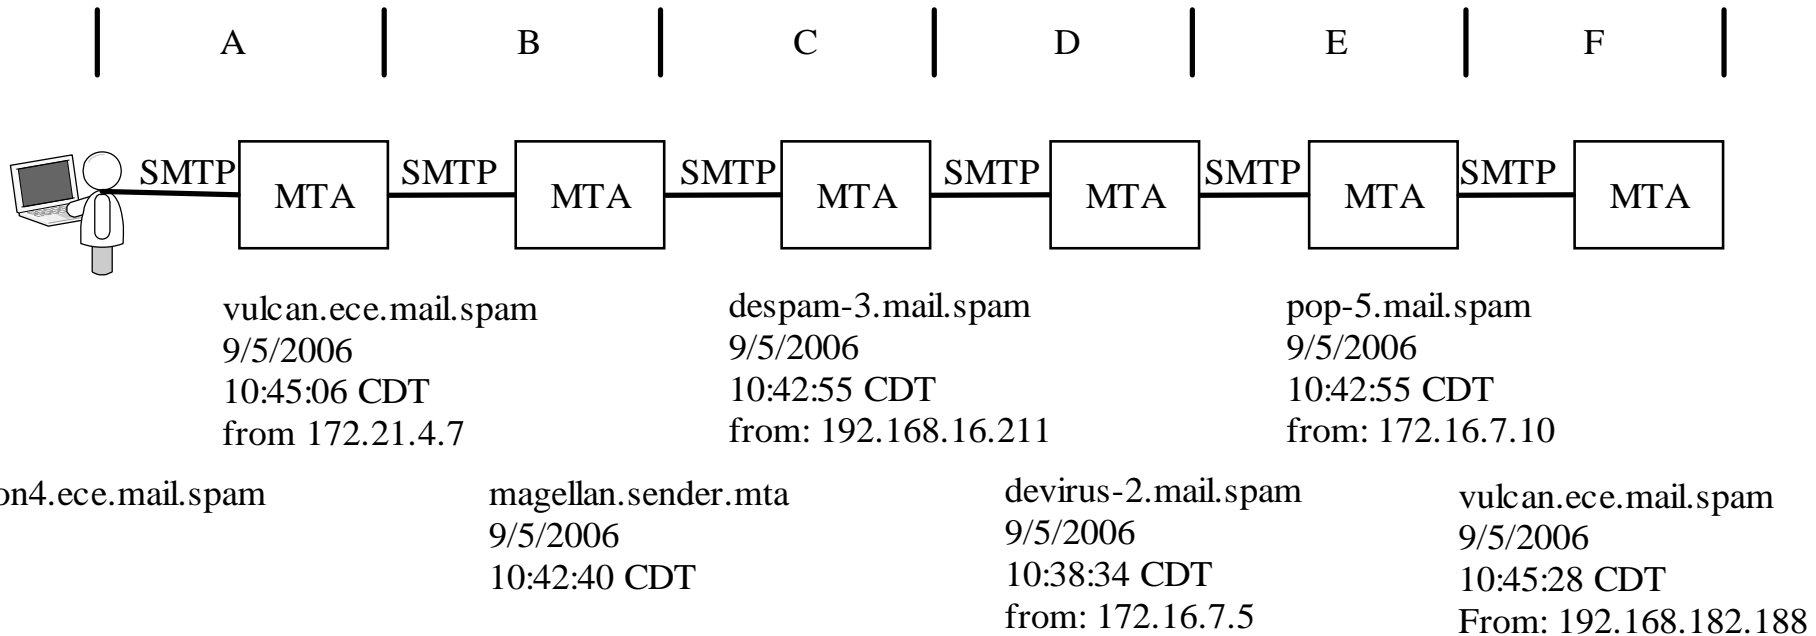 A B C D E F
SMTP MTA SMTP MTA SMTP MTA SMTP MTA SMTP MTA SMTP MTA
vulcan.ece.mail.spam
9/5/2006
10:45:06 CDT
from 172.21.4.7
despam-3.mail.spam
9/5/2006
10:42:55 CDT
from: 192.168.16.211
pop-5.mail.spam
9/5/2006
10:42:55 CDT
from: 172.16.7.10
on4.ece.mail.spam
magellan.sender.mta
9/5/2006
10:42:40 CDT
devirus-2.mail.spam
9/5/2006
10:38:34 CDT
from: 172.16.7.5
vulcan.ece.mail.spam
9/5/2006
10:45:28 CDT
From: 192.168.182.188